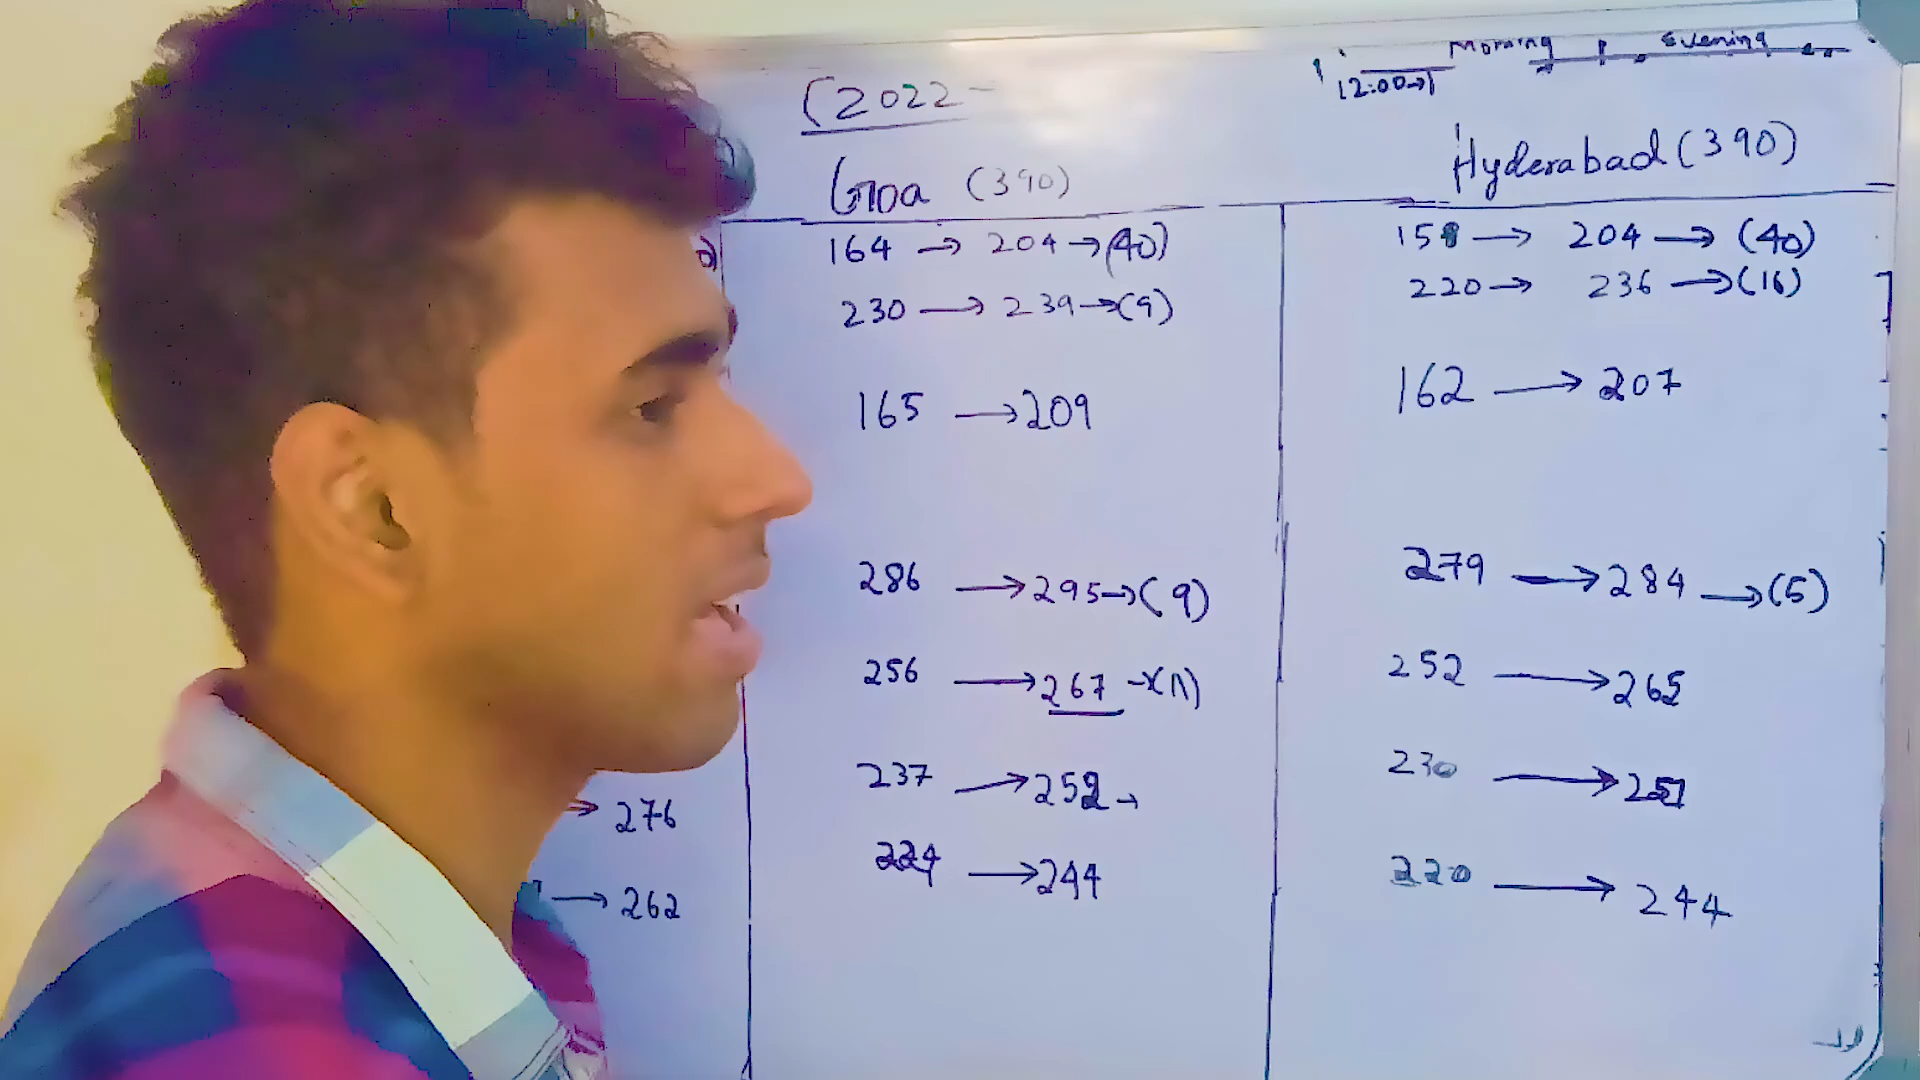 Morning Evening
12:00→1
(2022-
Goa (390)
Hyderabad (390)
164 → 204 → (40)
230 → 239 → (9)
165 → 209
286 → 295 → (9)
256 → 267 → (11)
237 → 252 →
224 → 244
158 → 204 → (40)
220 → 236 → (16)
162 → 207
279 → 284 → (5)
252 → 265
230 → 251
220 → 244
→ 276
→ 262